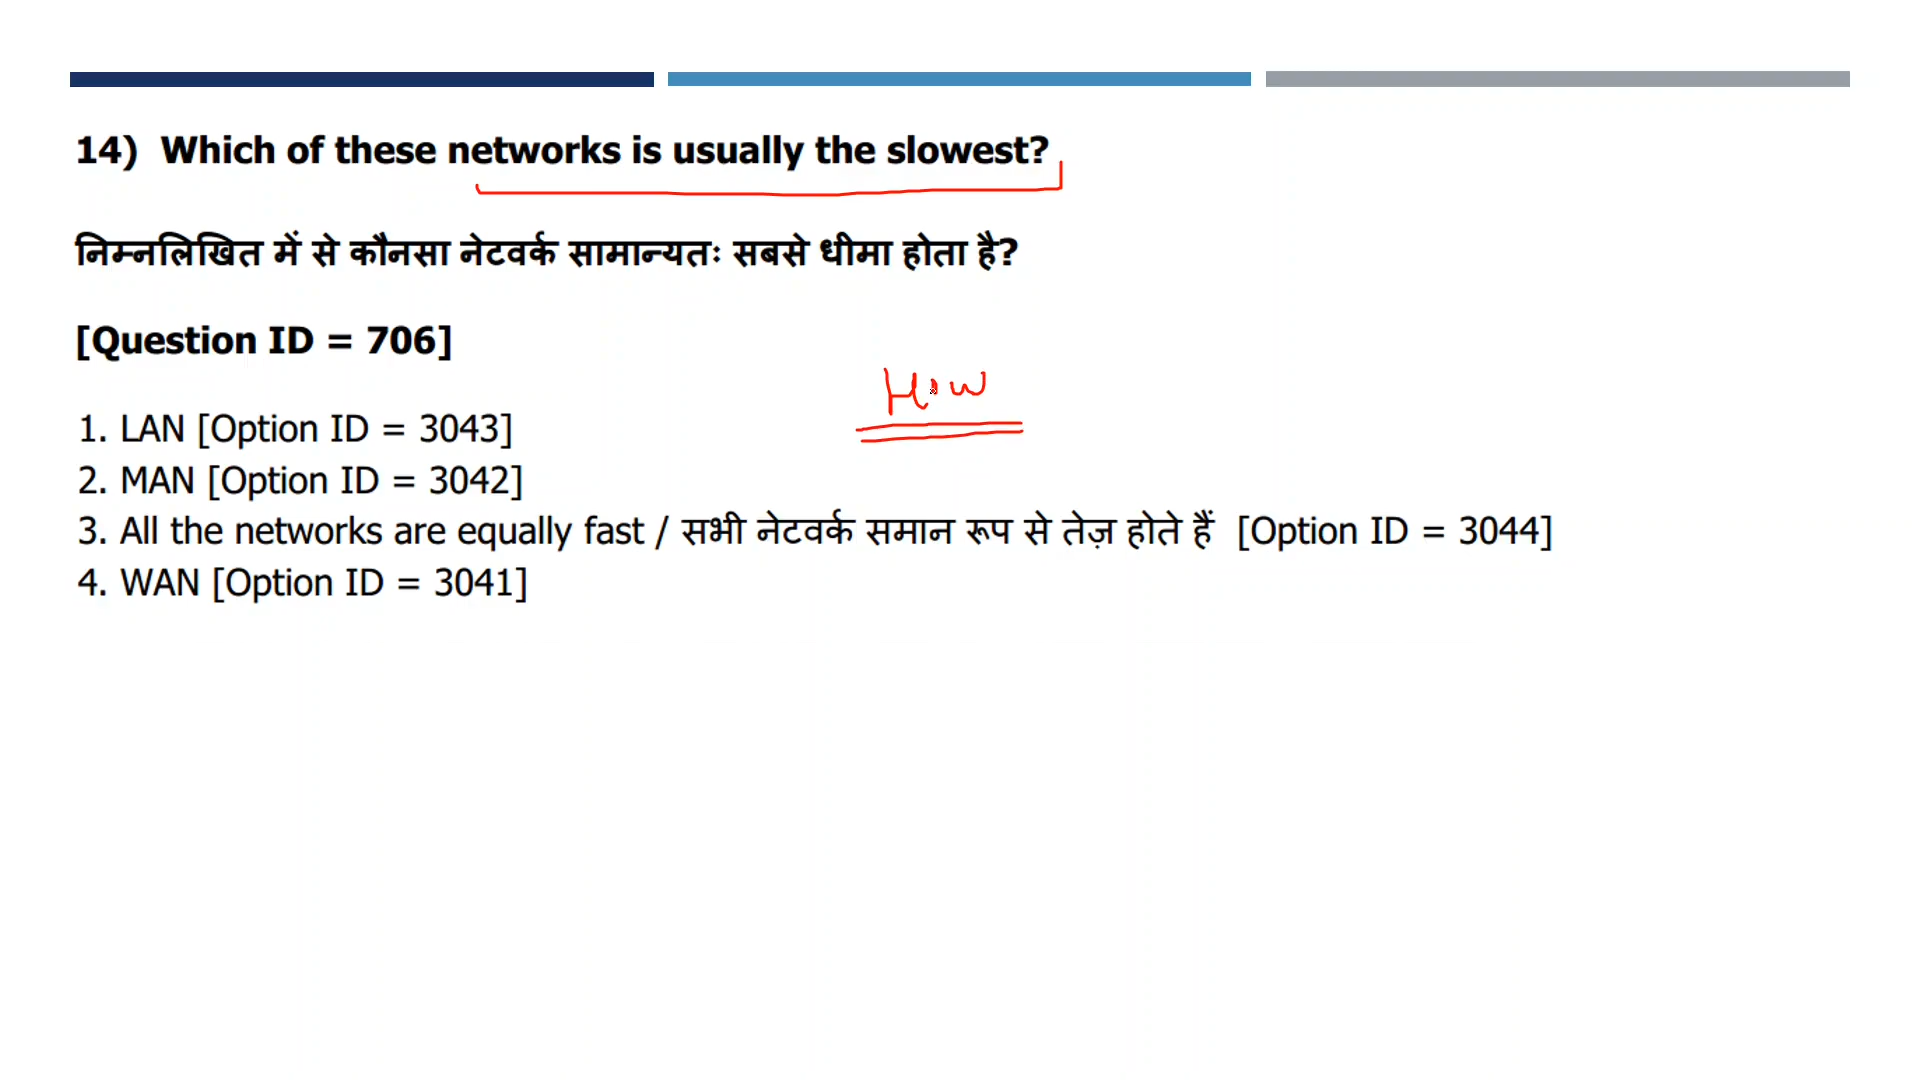 14) Which of these networks is usually the slowest?
निम्नलिखित में से कौनसा नेटवर्क सामान्यतः सबसे धीमा होता है?
[Question ID = 706]
How
1. LAN [Option ID = 3043]
2. MAN [Option ID = 3042]
3. All the networks are equally fast / सभी नेटवर्क समान रूप से तेज़ होते हैं [Option ID = 3044]
4. WAN [Option ID = 3041]